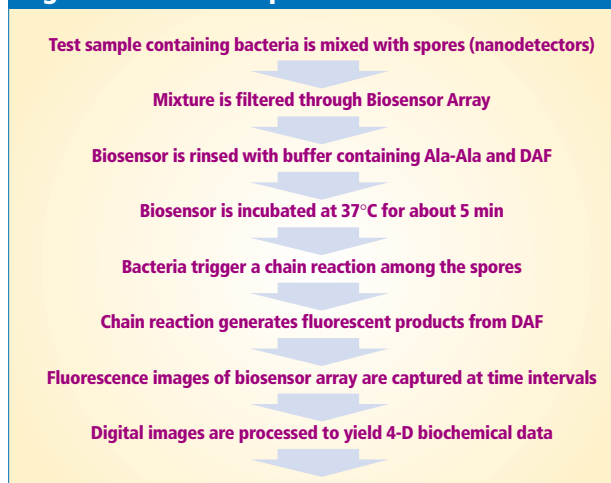 Test sample containing bacteria is mixed with spores (nanodetectors)
Mixture is filtered through Biosensor Array
Biosensor is rinsed with buffer containing Ala-Ala and DAF
Biosensor is incubated at 37°C for about 5 min
Bacteria trigger a chain reaction among the spores
Chain reaction generates fluorescent products from DAF
Fluorescence images of biosensor array are captured at time intervals
Digital images are processed to yield 4-D biochemical data